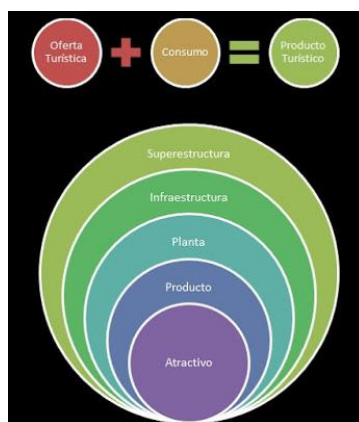 Oferta
Turística
Consumo
Producto
Turístico
Superestructura
Infraestructura
Planta
Producto
Atractivo